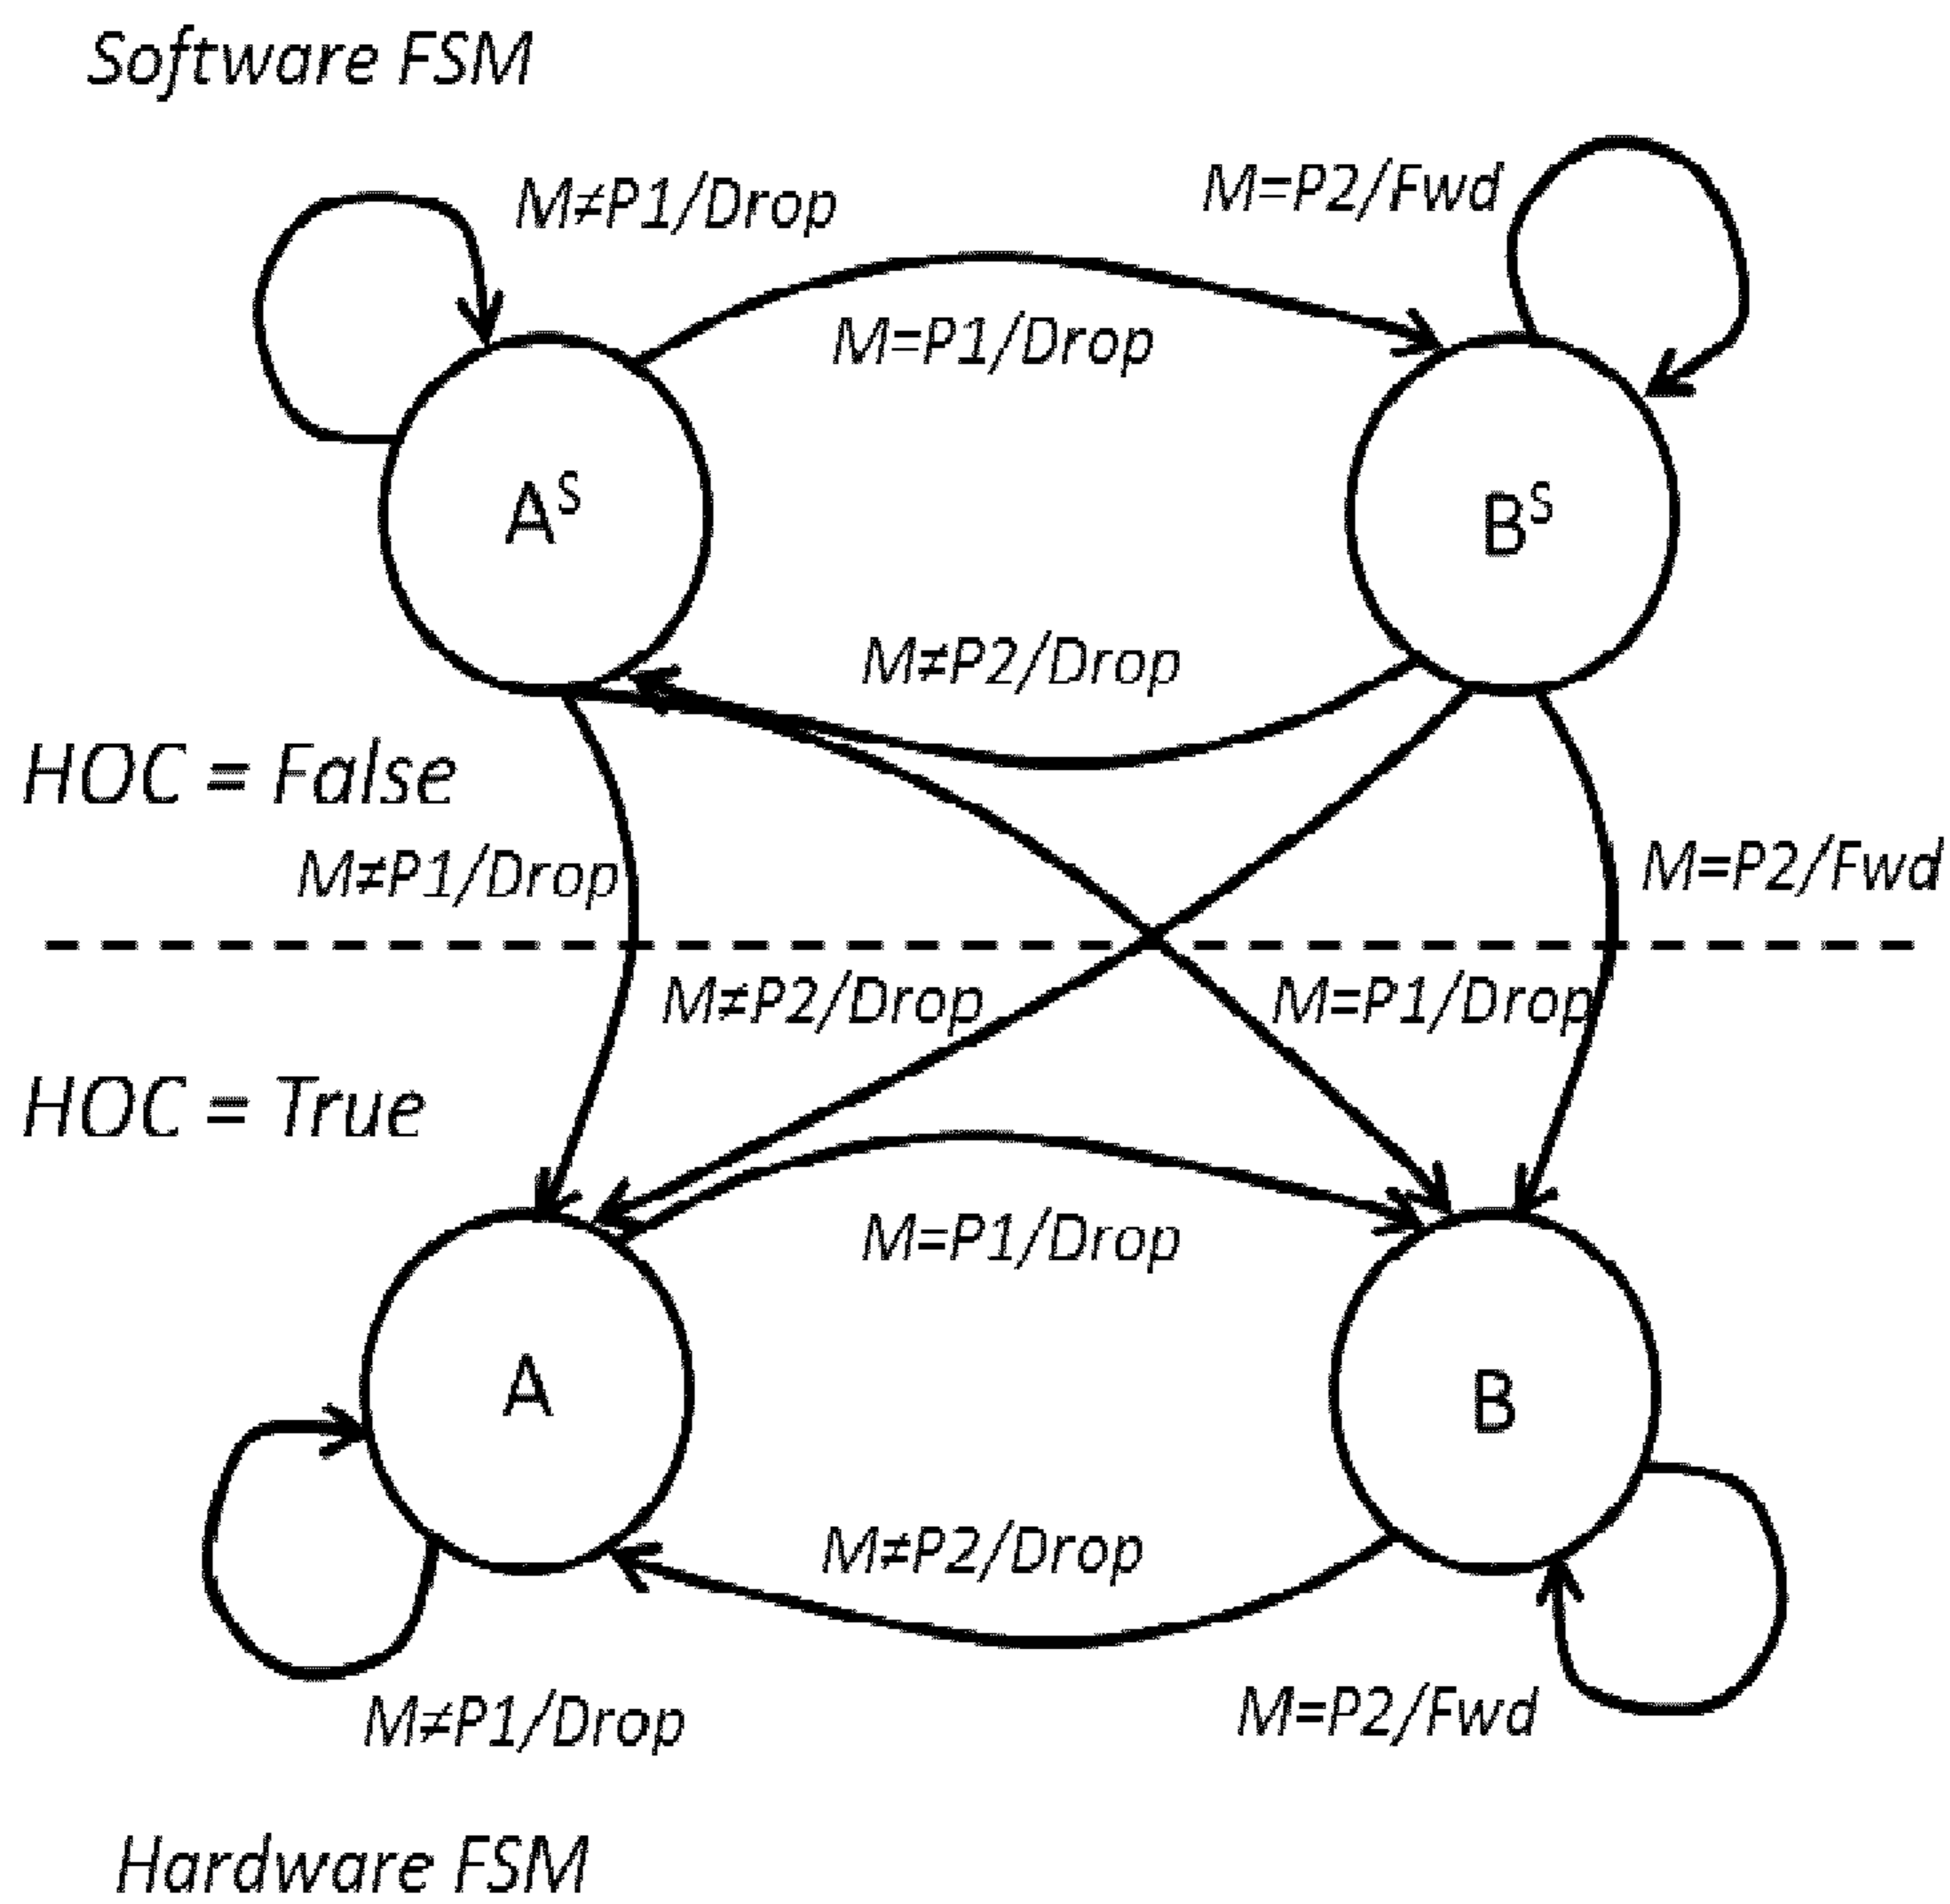 Software FSM
M≠P1/Drop
M=P2/Fwd
M=P1/Drop
A^S
B^S
M≠P2/Drop
HOC = False
M≠P1/Drop
M=P2/Fwd
M≠P2/Drop
M=P1/Drop
HOC = True
M=P1/Drop
A
B
M≠P2/Drop
M≠P1/Drop
M=P2/Fwd
Hardware FSM